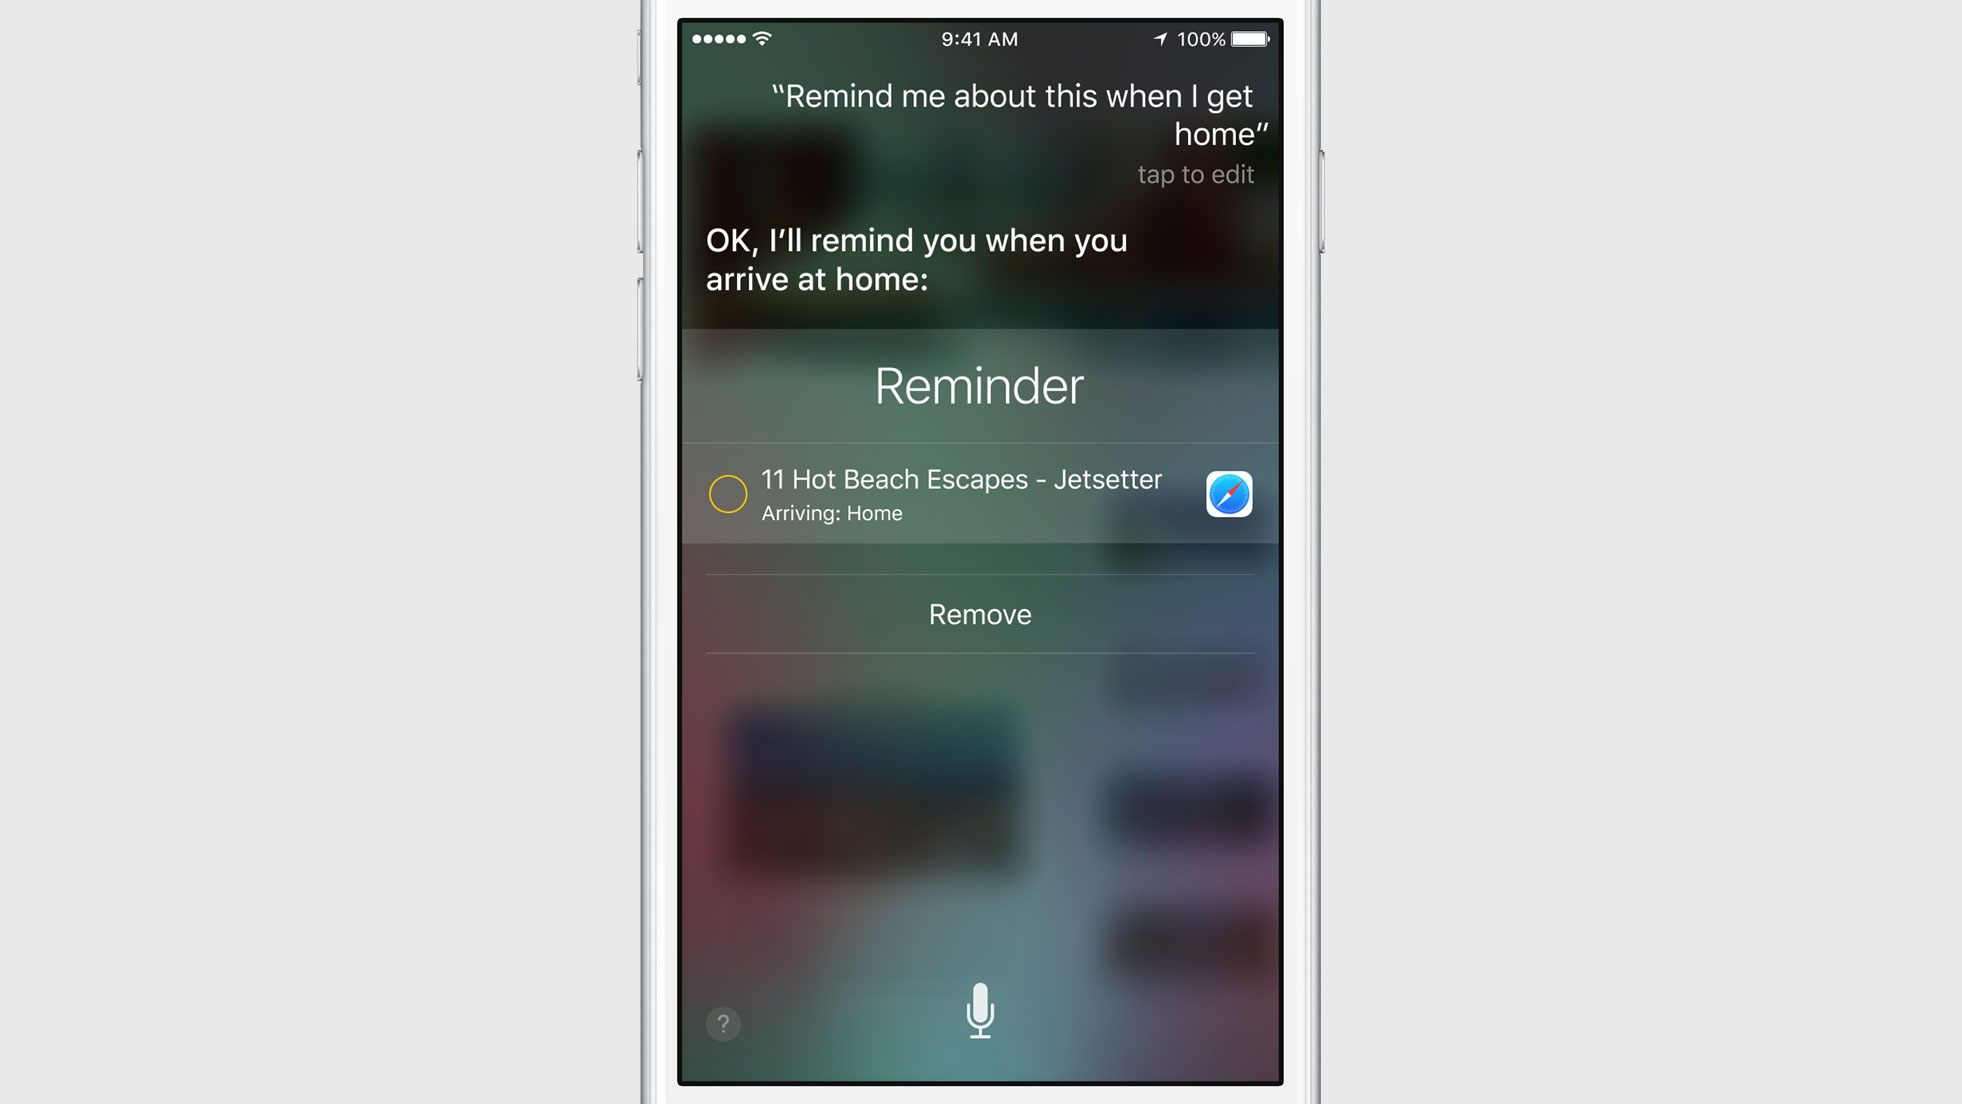 9:41 AM
100%
“Remind me about this when I get
home”
tap to edit
OK, I’ll remind you when you
arrive at home:
Reminder
11 Hot Beach Escapes - Jetsetter
Arriving: Home
Remove
?